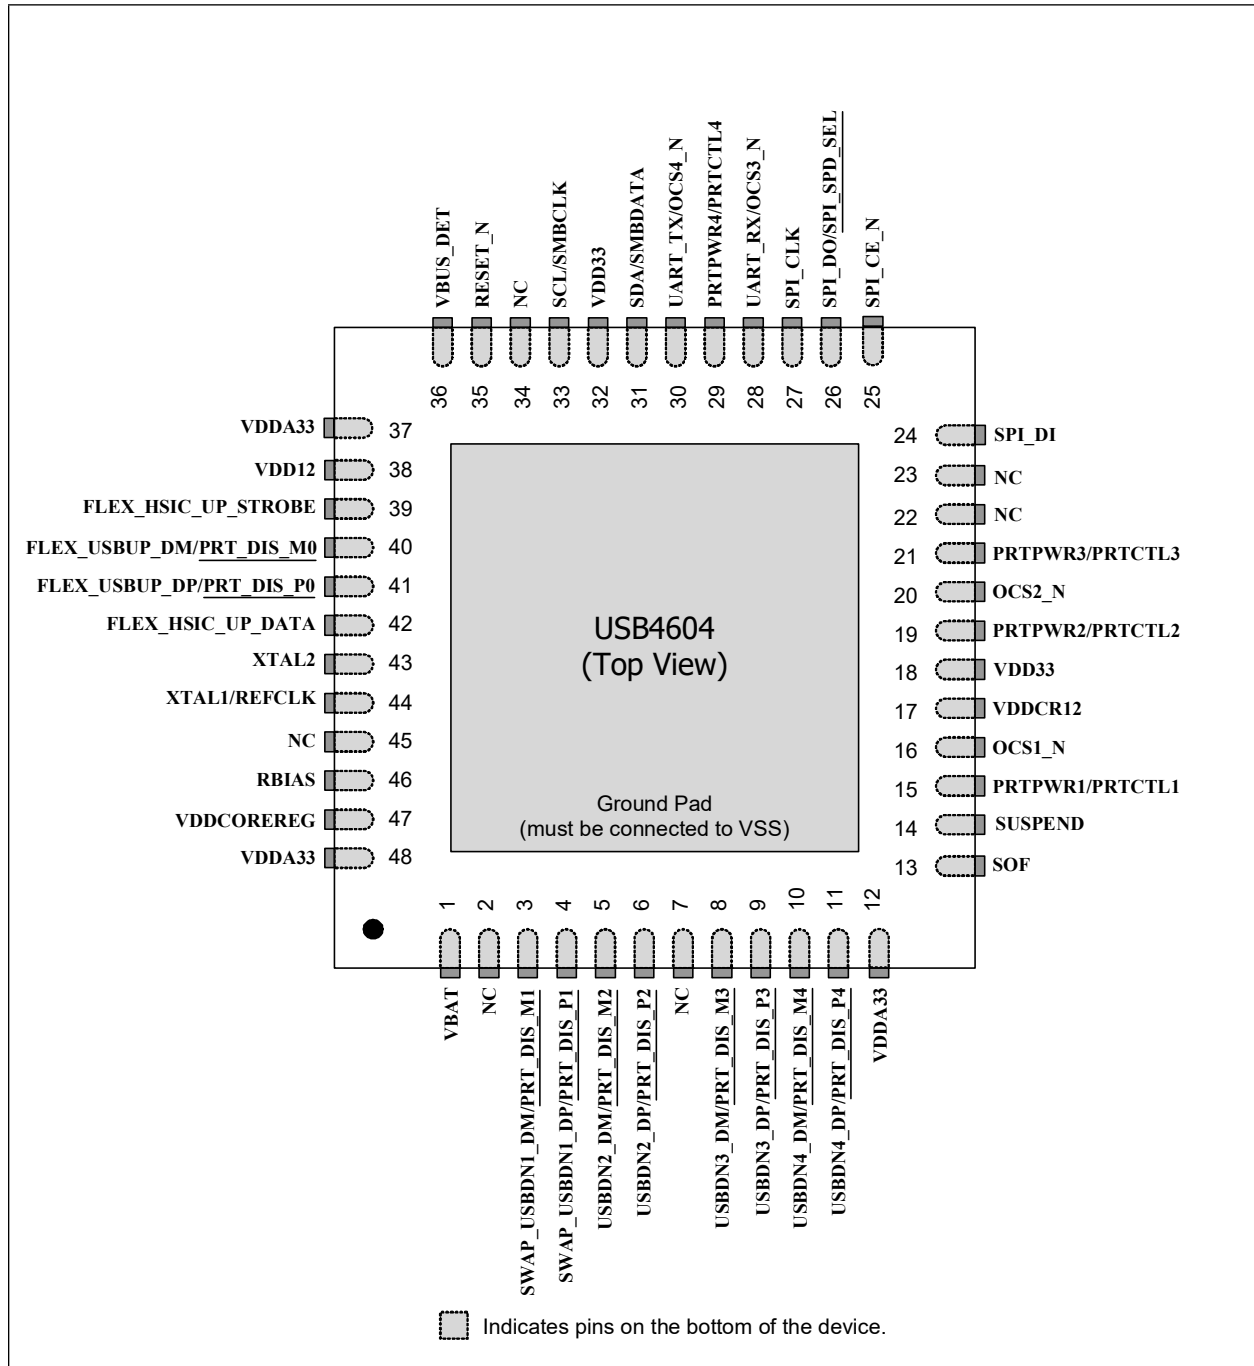 VBUS_DET
RESET_N
NC
SCL/SMBCLK
VDD33
SDA/SMBDATA
UART_TX/OCS4_N
PRTPWR4/PRTCTL4
UART_RX/OCS3_N
SPI_CLK
SPI_DO/SPI_SPD_SEL
SPI_CE_N
36
35
34
33
32
31
30
29
28
27
26
25
VDDA33 37
VDD12 38
FLEX_HSIC_UP_STROBE 39
FLEX_USBUP_DM/PRT_DIS_M0 40
FLEX_USBUP_DP/PRT_DIS_P0 41
FLEX_HSIC_UP_DATA 42
XTAL2 43
XTAL1/REFCLK 44
NC 45
RBIAS 46
VDDCOREREG 47
VDDA33 48
USB4604
(Top View)
Ground Pad
(must be connected to VSS)
24 SPI_DI
23 NC
22 NC
21 PRTPWR3/PRTCTL3
20 OCS2_N
19 PRTPWR2/PRTCTL2
18 VDD33
17 VDDCR12
16 OCS1_N
15 PRTPWR1/PRTCTL1
14 SUSPEND
13 SOF
1
2
3
4
5
6
7
8
9
10
11
12
VBAT
NC
SWAP_USBDN1_DM/PRT_DIS_M1
SWAP_USBDN1_DP/PRT_DIS_P1
USBDN2_DM/PRT_DIS_M2
USBDN2_DP/PRT_DIS_P2
NC
USBDN3_DM/PRT_DIS_M3
USBDN3_DP/PRT_DIS_P3
USBDN4_DM/PRT_DIS_M4
USBDN4_DP/PRT_DIS_P4
VDDA33
Indicates pins on the bottom of the device.